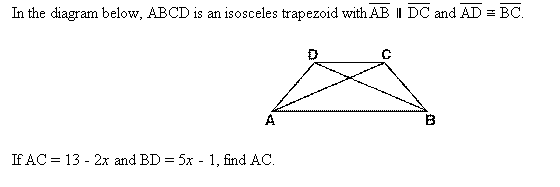 In the diagram below, ABCD is an isosceles trapezoid with AB ∥ DC and AD ≅ BC.
D C
A B
If AC = 13 - 2x and BD = 5x - 1, find AC.